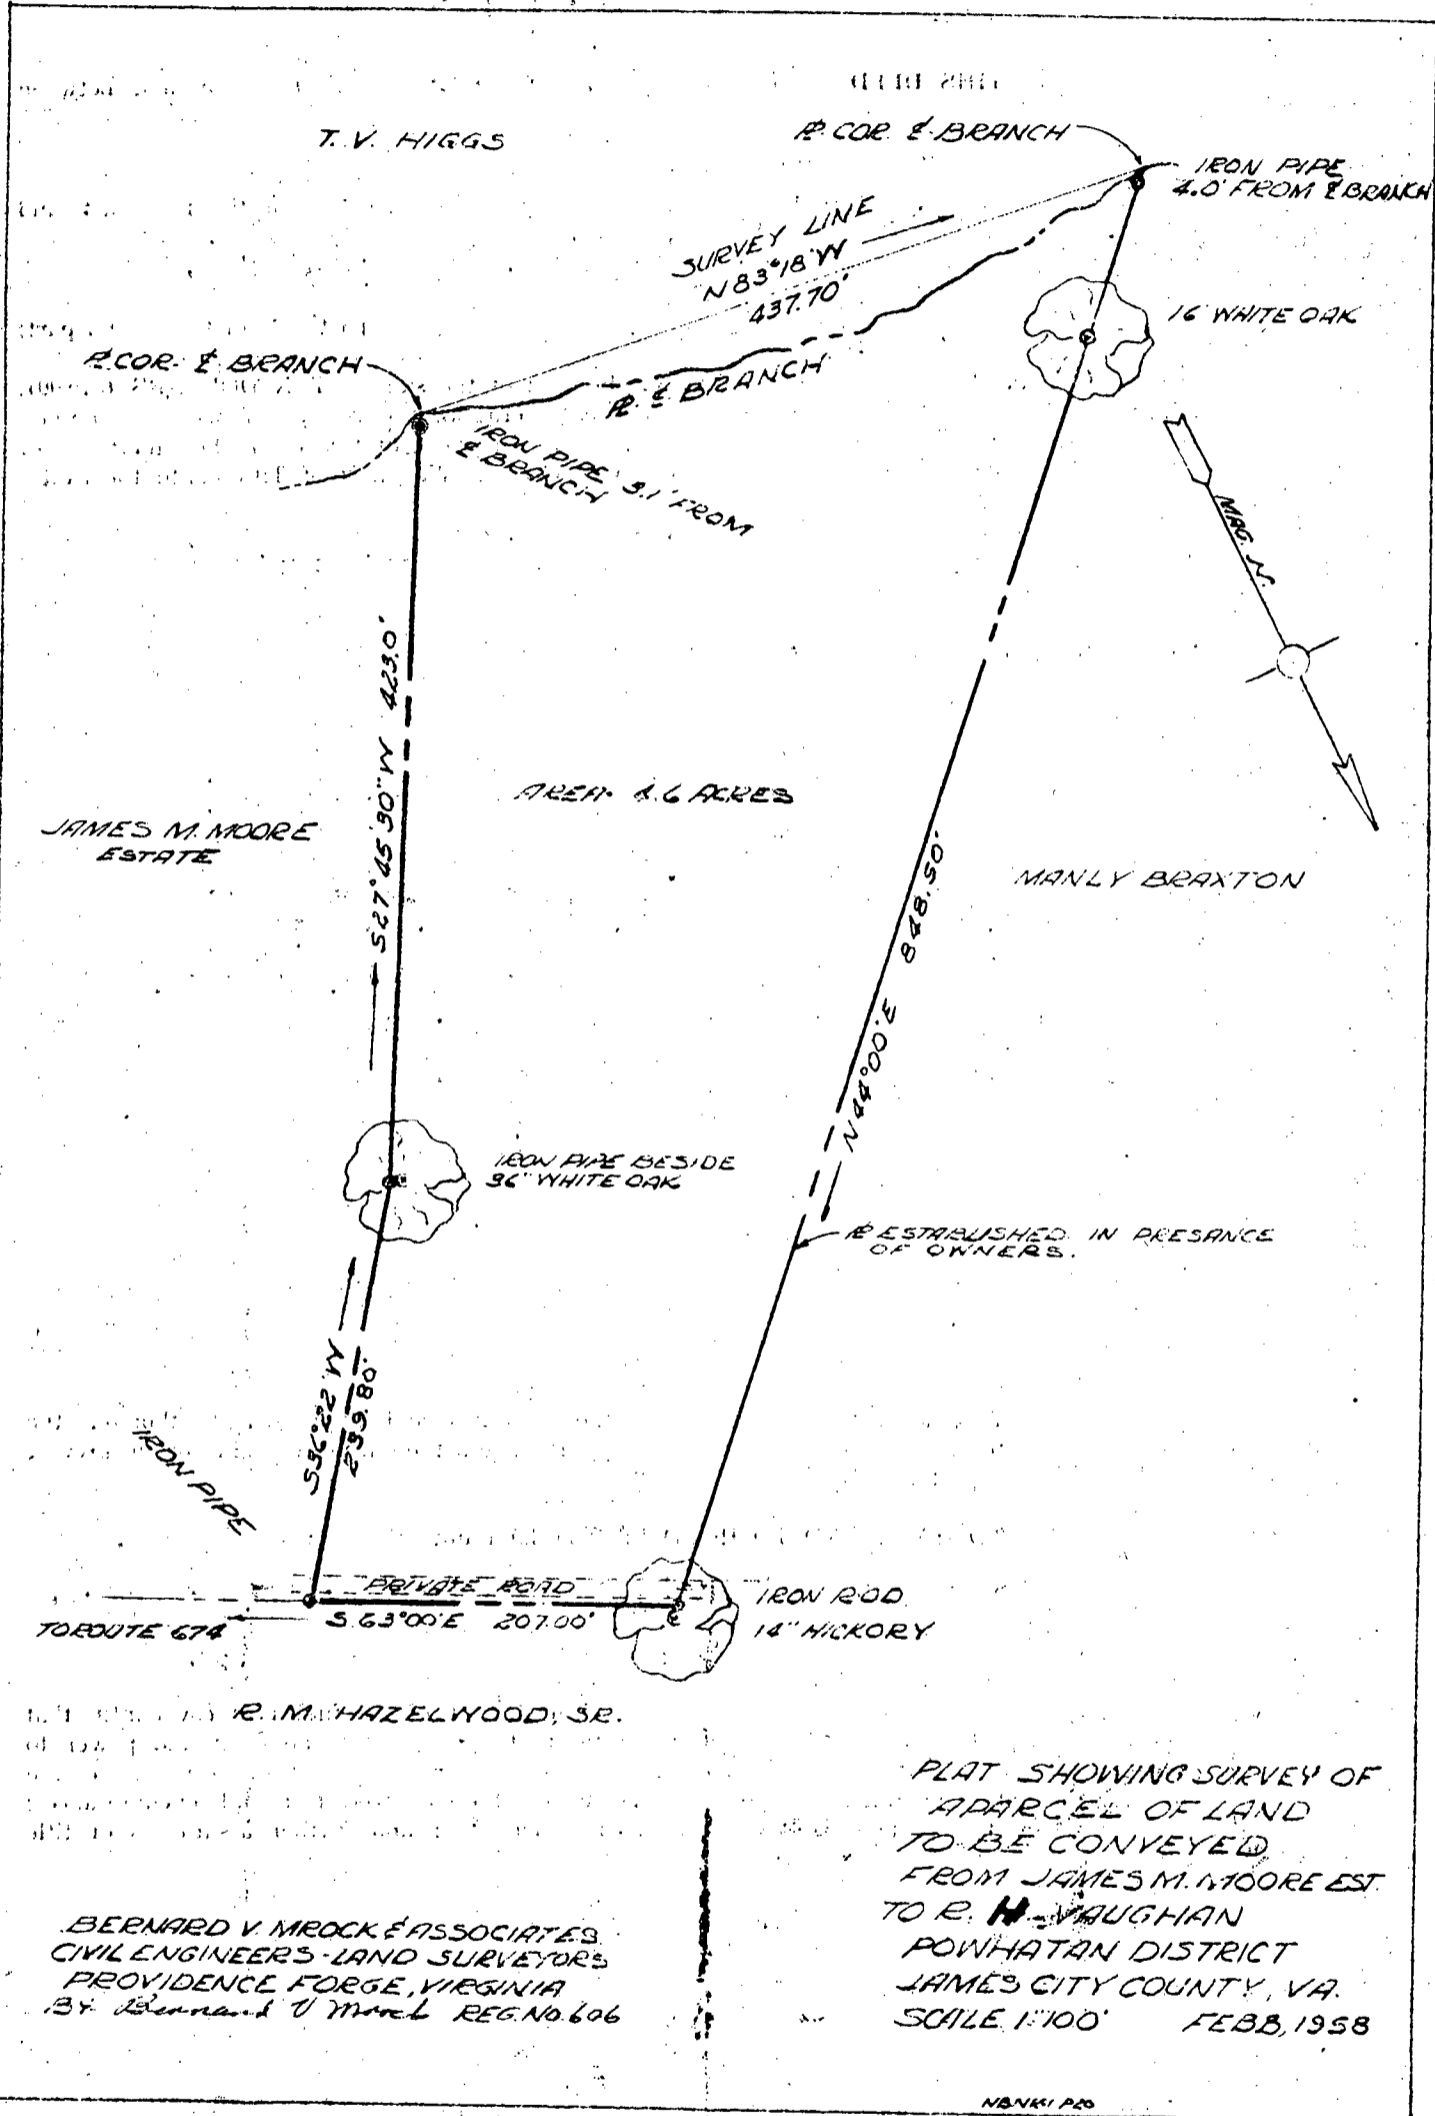 T. V. HIGGS
℄ COR. ℄ BRANCH
IRON PIPE
4.0' FROM ℄ BRANCH
SURVEY LINE
N 83°18' W
437.70'
16" WHITE OAK
℄ COR. ℄ BRANCH
℄ ℄ BRANCH
IRON PIPE 3.1' FROM
℄ BRANCH
MAG. N.
S27°45'30" W 423.0'
AREA- 4.6 ACRES
JAMES M. MOORE
ESTATE
MANLY BRAXTON
N44°00'E 848.50'
IRON PIPE BESIDE
36" WHITE OAK
℄ ESTABLISHED IN PRESANCE
OF OWNERS.
S36°22' W
299.80'
IRON PIPE
PRIVATE ROAD
S. 63°00'E 207.00'
TO ROUTE 674
IRON ROD
14" HICKORY
R. M. HAZELWOOD, SR.
PLAT SHOWING SURVEY OF
A PARCEL OF LAND
TO BE CONVEYED
FROM JAMES M. MOORE EST.
TO R. H. VAUGHAN
POWHATAN DISTRICT
JAMES CITY COUNTY, VA.
SCALE 1"=100' FEB 8, 1958
BERNARD V. MROCK & ASSOCIATES
CIVIL ENGINEERS - LAND SURVEYORS
PROVIDENCE FORGE, VIRGINIA
BY Bernard V Mrock REG. NO. 606